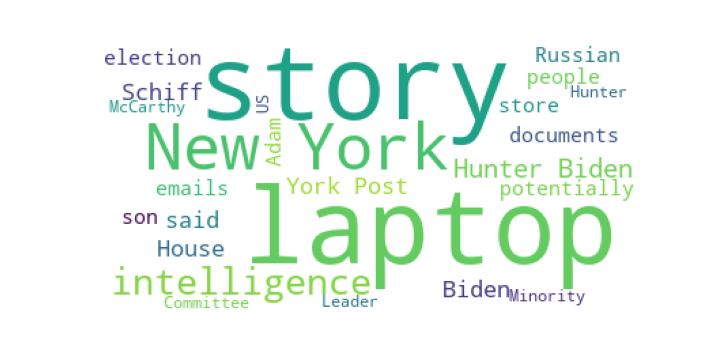 election
story
Russian
people
Schiff
Hunter
McCarthy
US
store
New York
Adam
documents
Hunter Biden
emails
York Post
potentially
son
said
laptop
House
intelligence
Biden
Minority
Committee
Leader